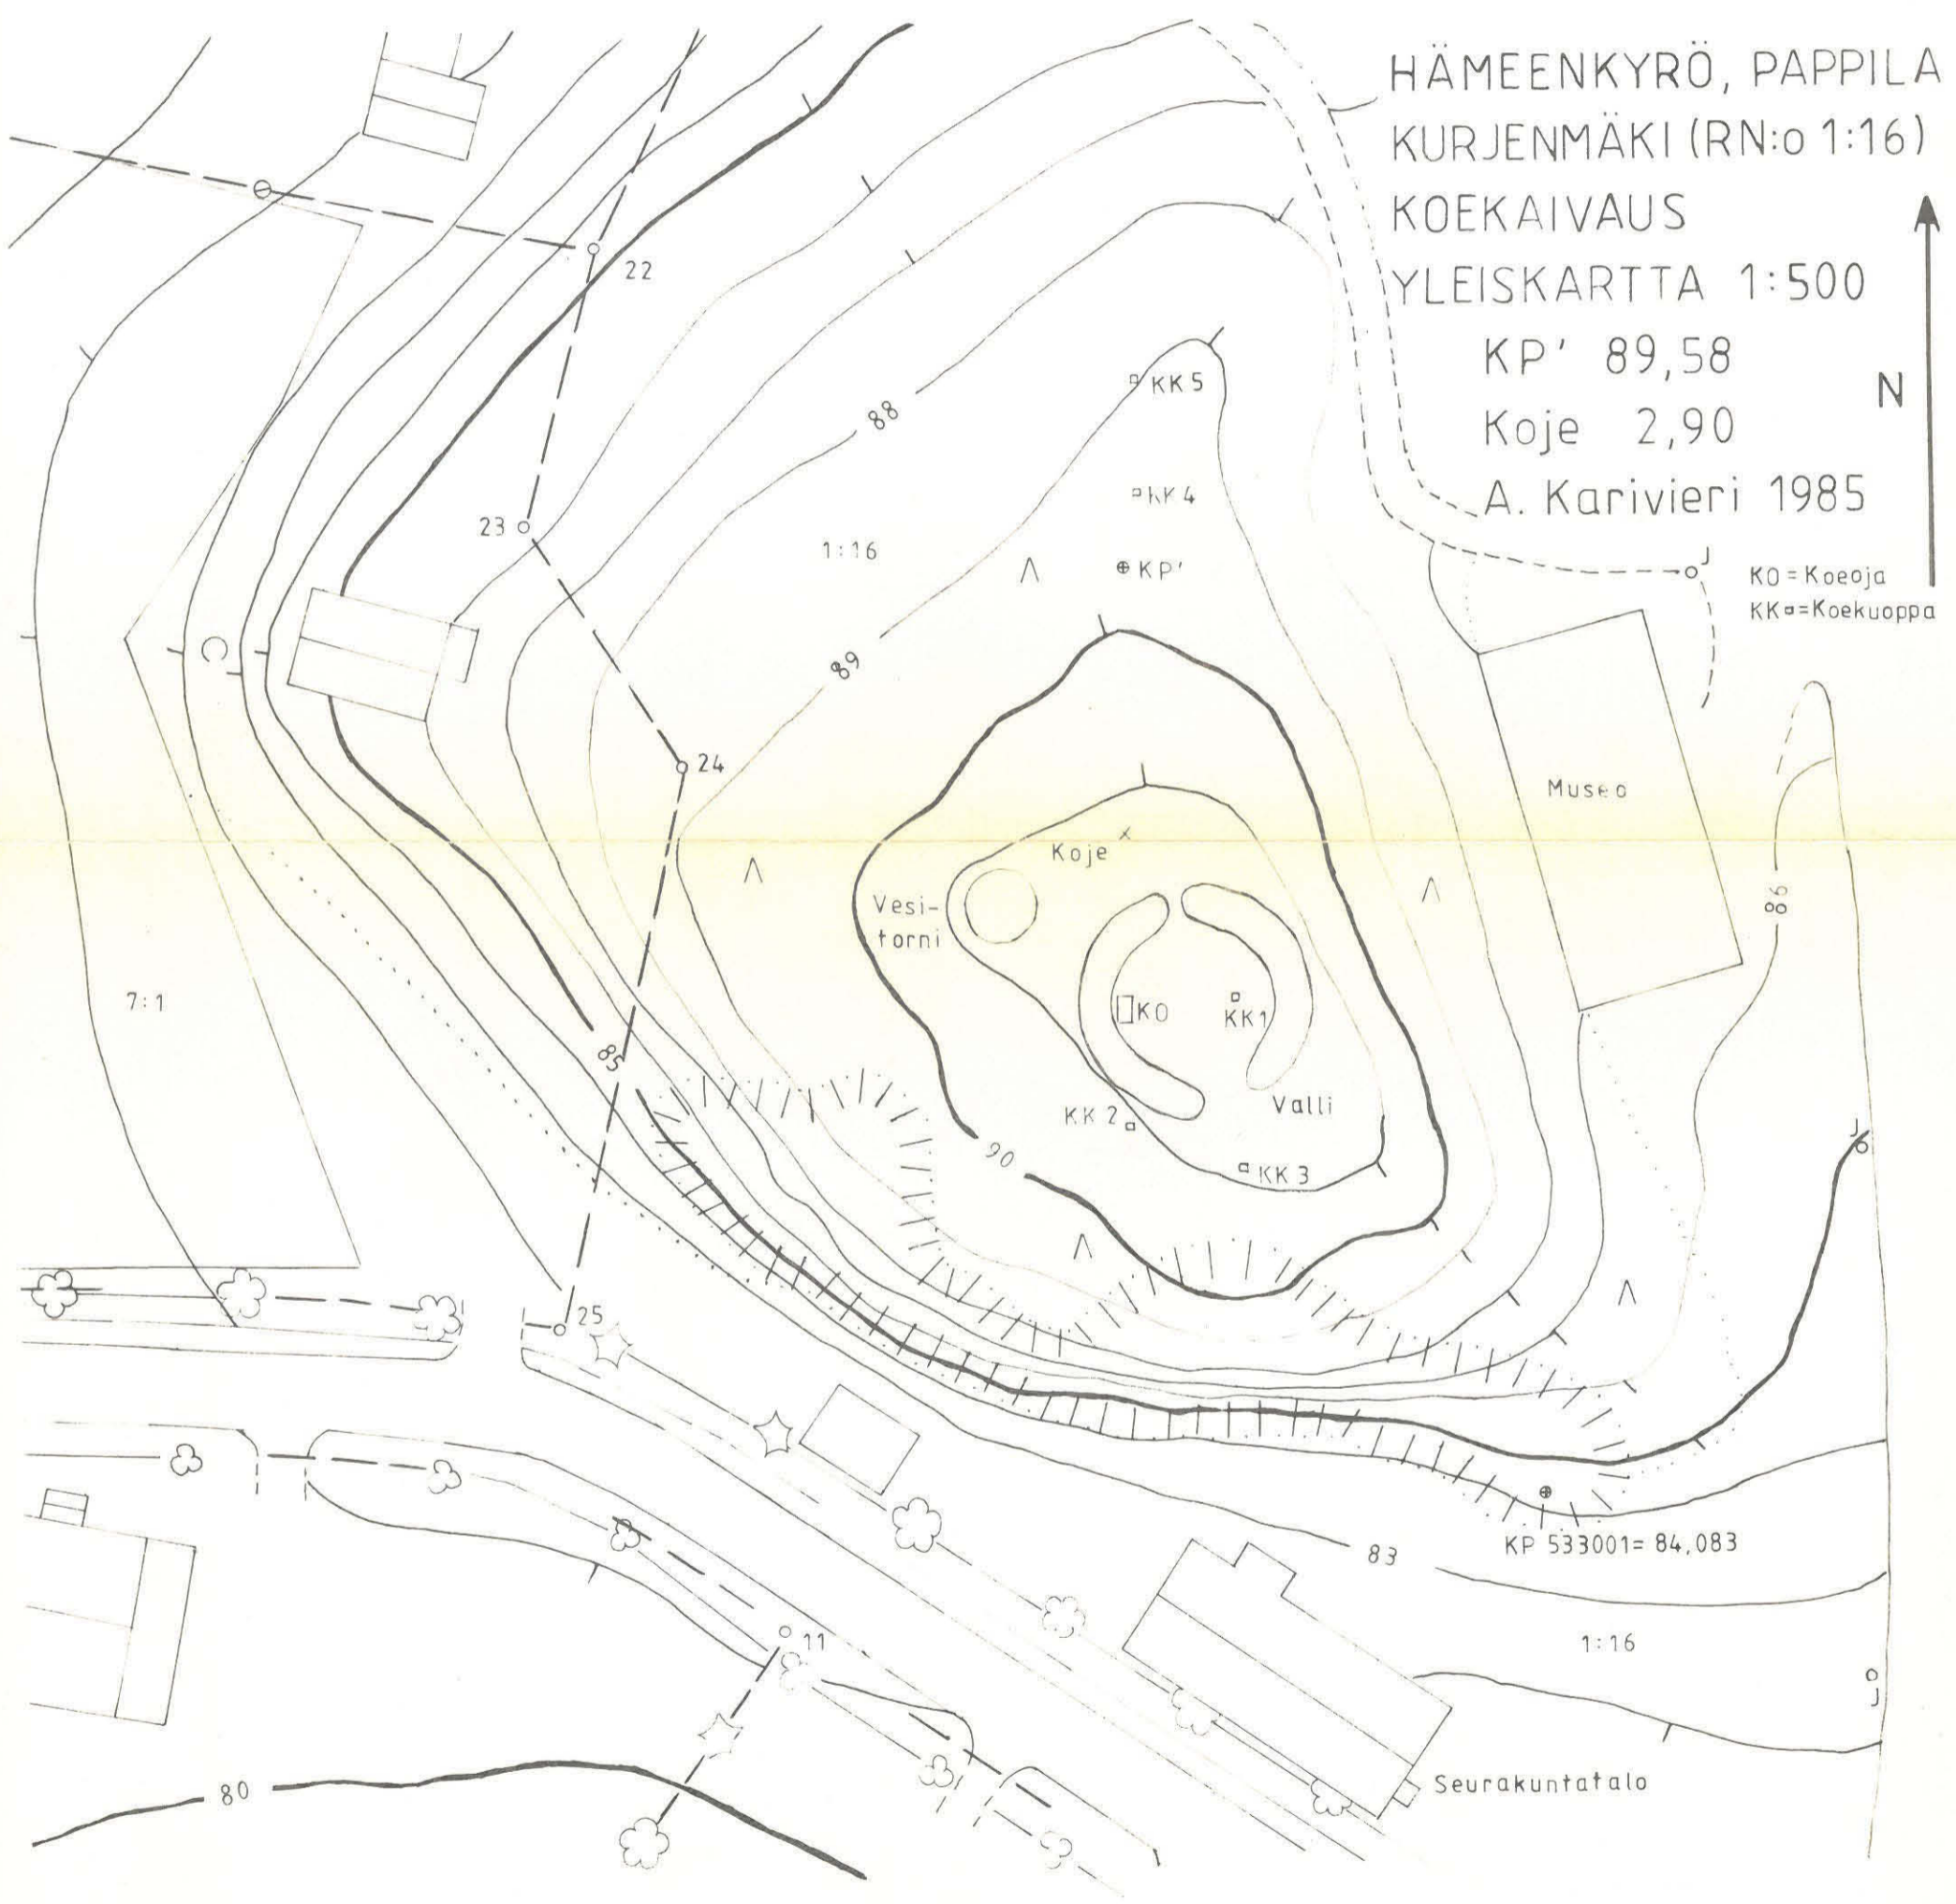 HÄMEENKYRÖ, PAPPILA
KURJENMÄKI (RN:o 1:16)
KOEKAIVAUS
YLEISKARTTA 1:500
KP' 89,58
Koje 2,90
A. Karivieri 1985
N
KO = Koeoja
KK▫ = Koekuoppa
22
KK 5
88
KK 4
23
1:16
KP'
J
89
24
Museo
Koje
Vesi-
torni
86
7:1
KO
KK1
85
KK 2
Valli
J
90
KK 3
25
KP 533001= 84,083
83
11
1:16
J
80
Seurakuntatalo